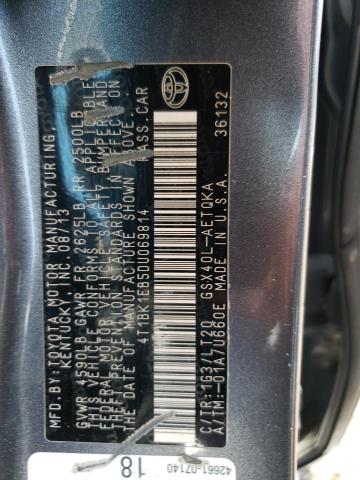 MFD. BY: TOYOTA MOTOR MANUFACTURING,
KENTUCKY, INC. 08/13
GVWR 4590LB GAWR FR 2625LB RR 2500LB
THIS VEHICLE CONFORMS TO ALL APPLICABLE
FEDERAL MOTOR VEHICLE SAFETY, BUMPER, AND
THEFT PREVENTION STANDARDS IN EFFECT ON
THE DATE OF MANUFACTURE SHOWN ABOVE.
4T1BK1EB5DU069814 PASS.CAR
C/TR:1G3/LT20 GSX40L-AETGKA
A/TM:-01A/U660E MADE IN U.S.A. 36132
42661-07140
18